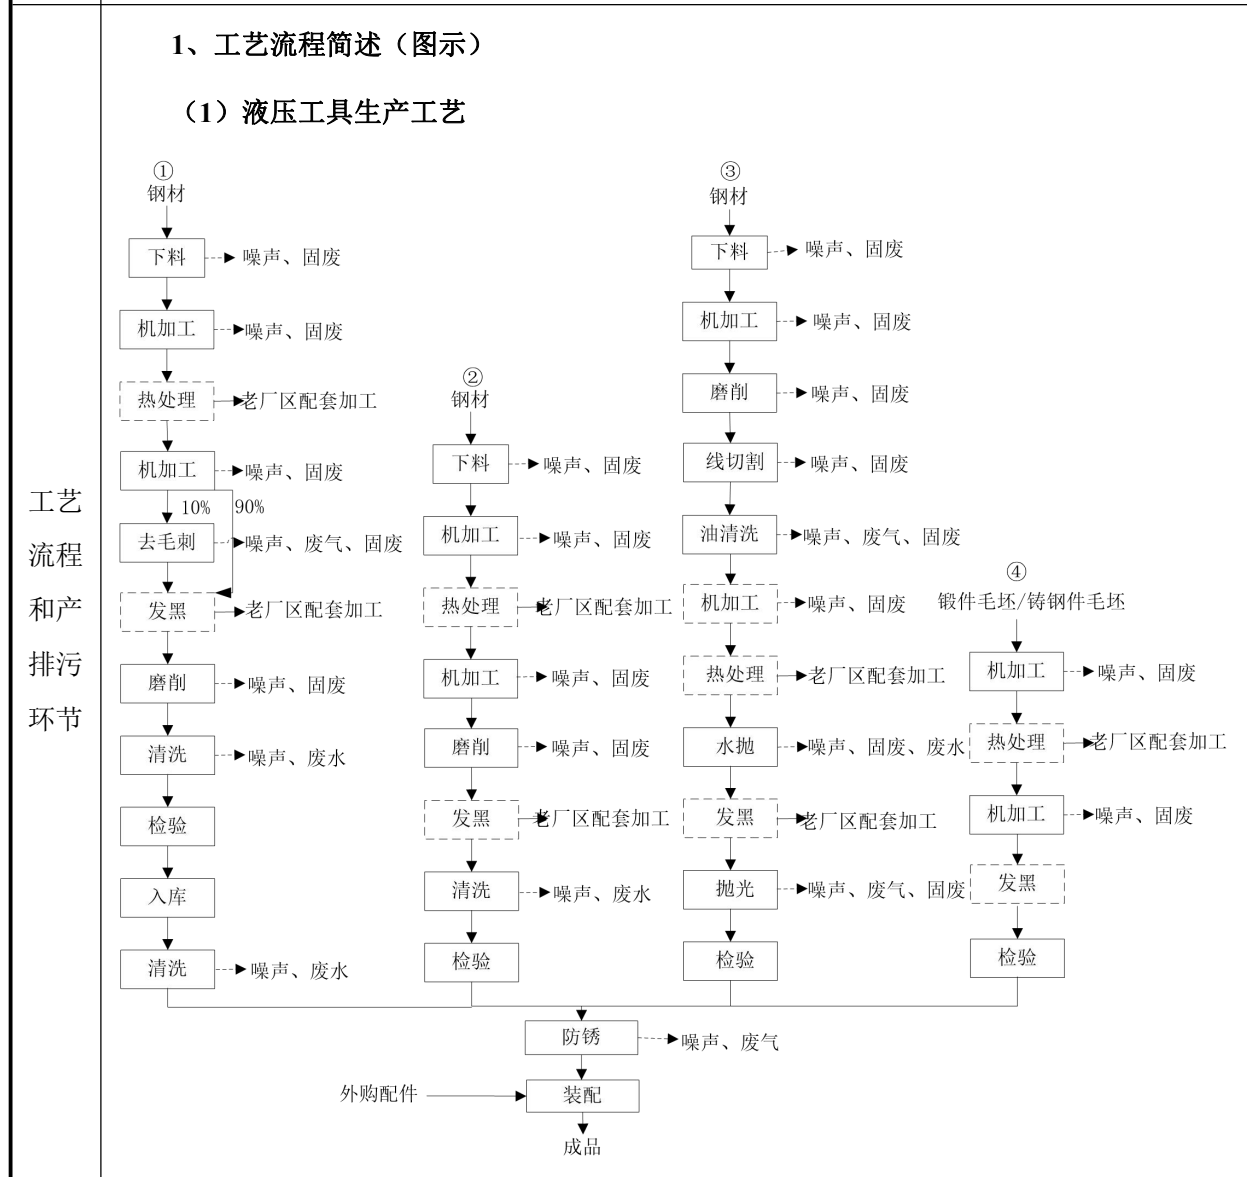 工艺
流程
和产
排污
环节
1、工艺流程简述（图示）
（1）液压工具生产工艺
①
钢材
下料
噪声、固废
机加工
噪声、固废
热处理
老厂区配套加工
机加工
噪声、固废
10%
90%
去毛刺
噪声、废气、固废
发黑
老厂区配套加工
磨削
噪声、固废
清洗
噪声、废水
检验
入库
清洗
噪声、废水
②
钢材
下料
噪声、固废
机加工
噪声、固废
热处理
老厂区配套加工
机加工
噪声、固废
磨削
噪声、固废
发黑
老厂区配套加工
清洗
噪声、废水
检验
③
钢材
下料
噪声、固废
机加工
噪声、固废
磨削
噪声、固废
线切割
噪声、固废
油清洗
噪声、废气、固废
机加工
噪声、固废
热处理
老厂区配套加工
水抛
噪声、固废、废水
发黑
老厂区配套加工
抛光
噪声、废气、固废
检验
④
锻件毛坯/铸钢件毛坯
机加工
噪声、固废
热处理
老厂区配套加工
机加工
噪声、固废
发黑
检验
防锈
噪声、废气
外购配件
装配
成品